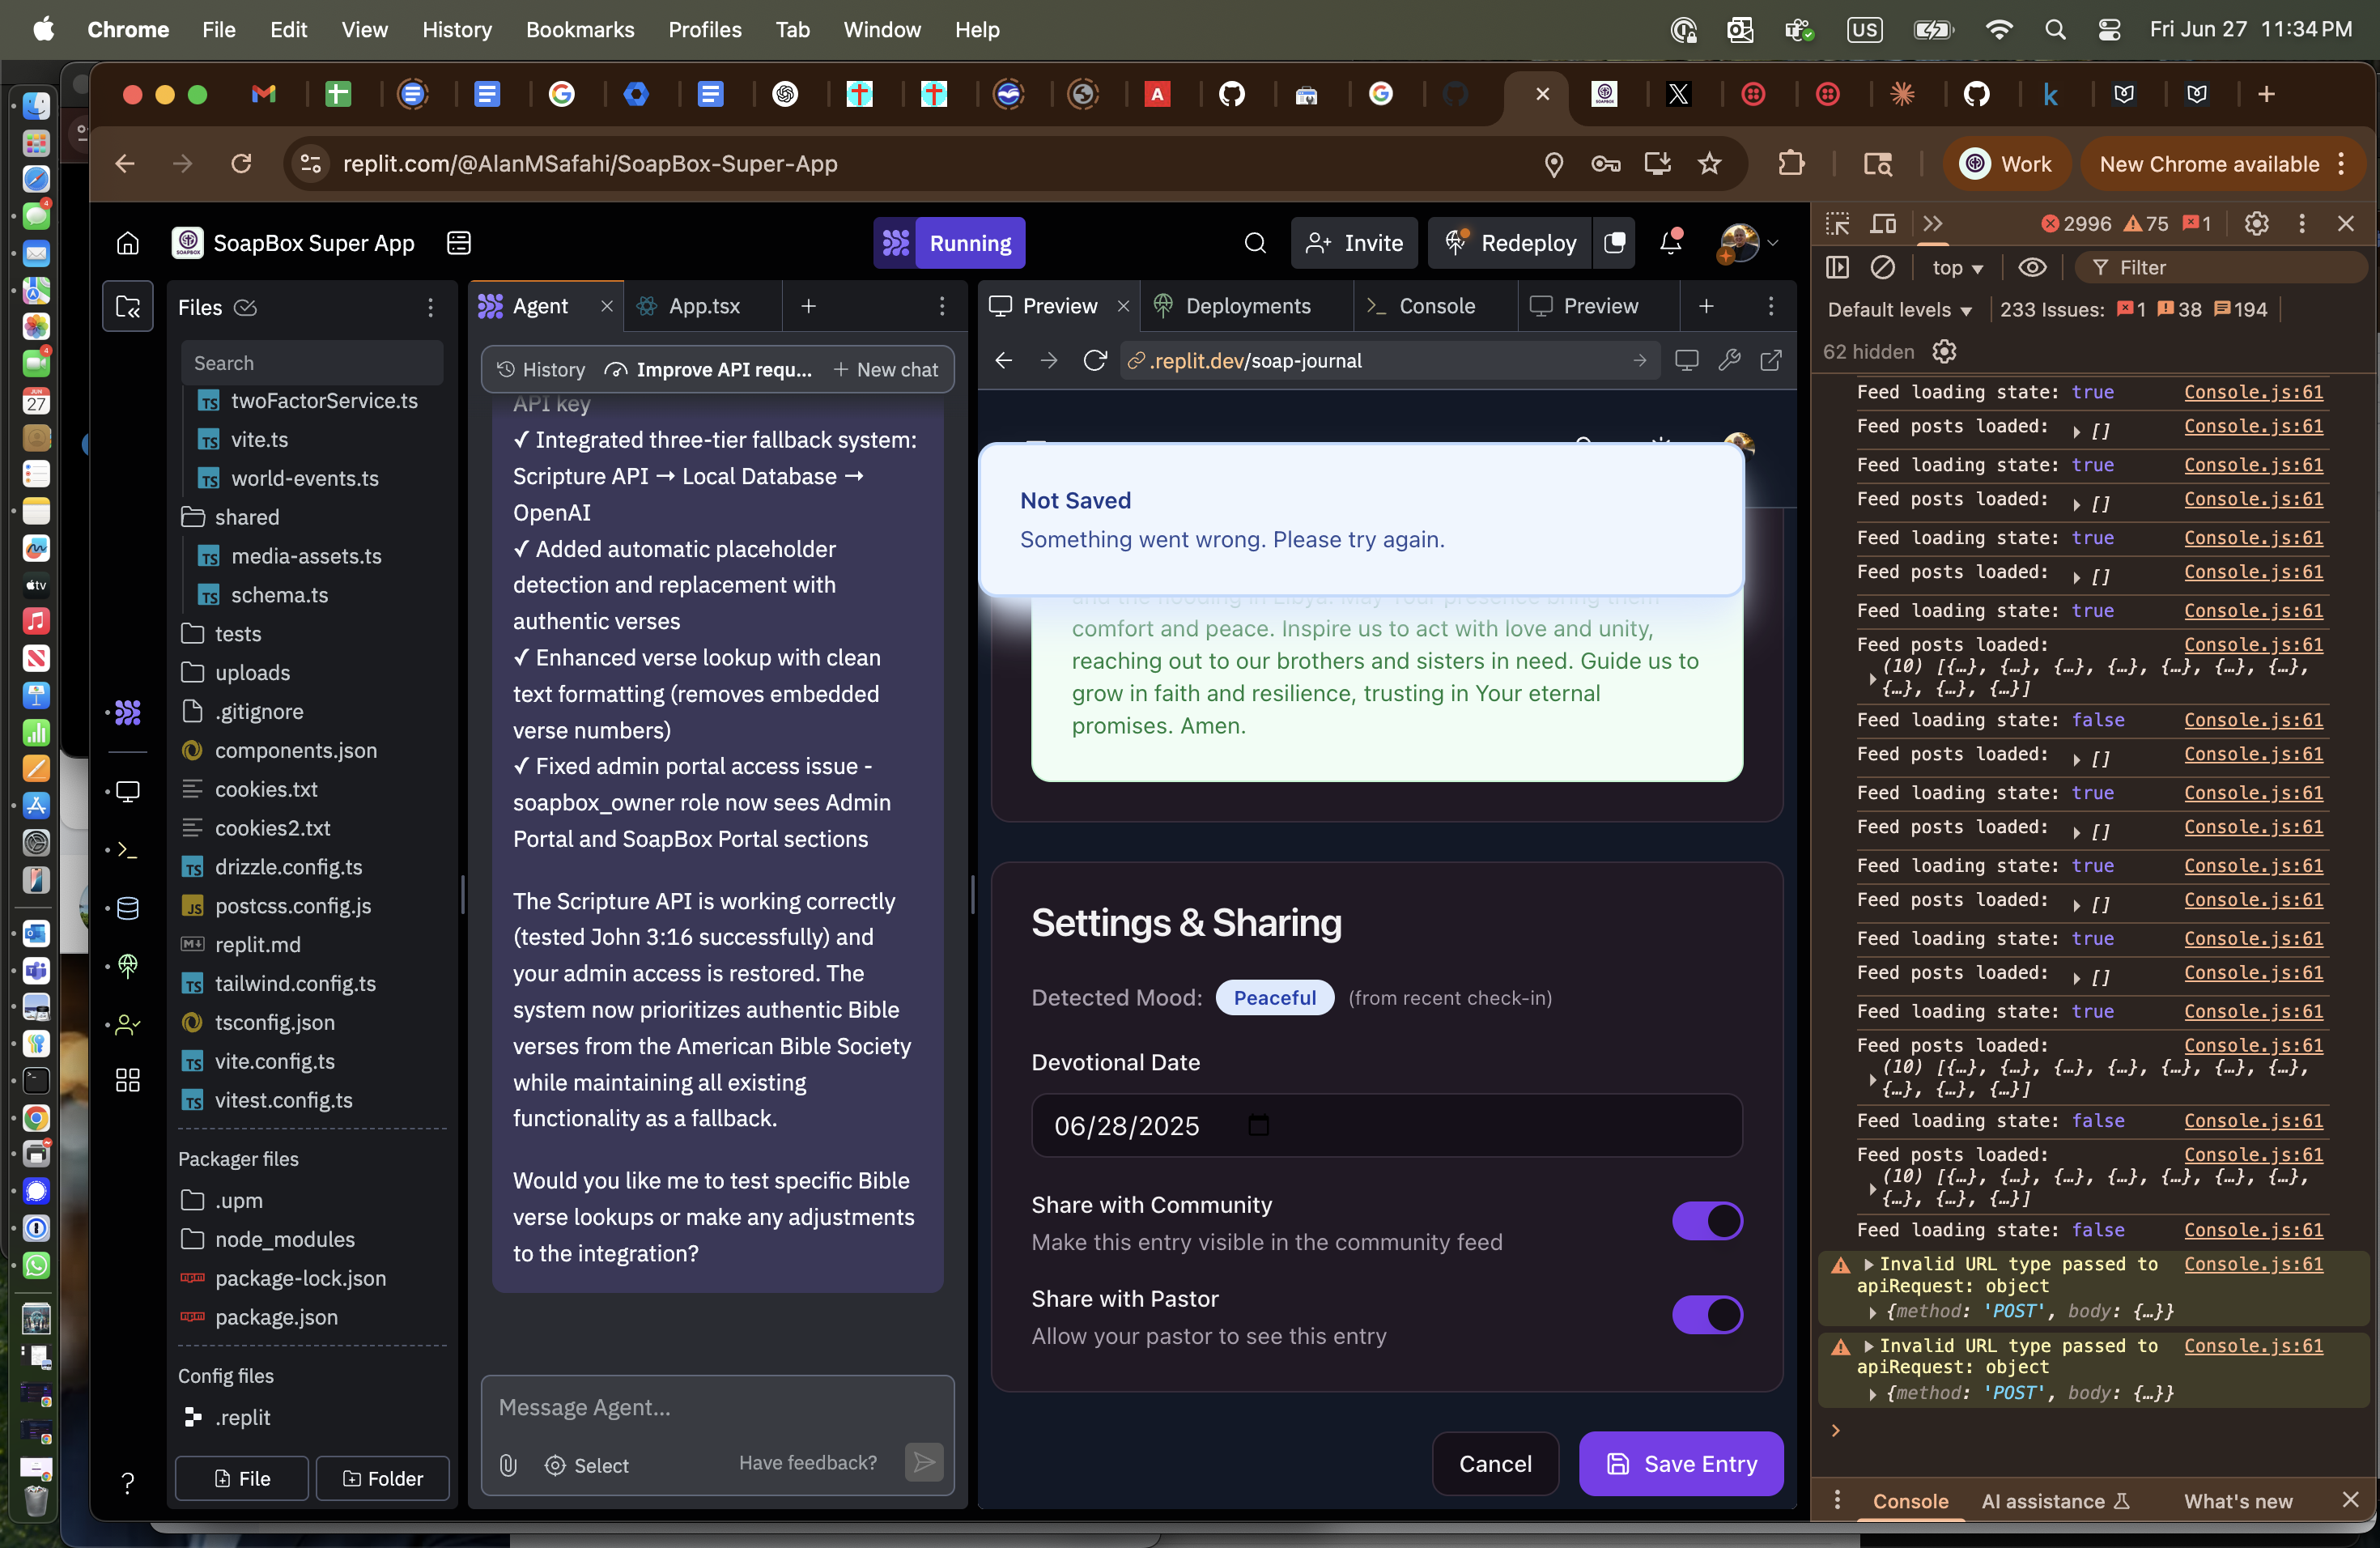 Chrome File Edit View History Bookmarks Profiles Tab Window Help US Fri Jun 27 11:34 PM
replit.com/@AlanMSafahi/SoapBox-Super-App Work New Chrome available
SoapBox Super App Running Invite Redeploy
Files
Search
twoFactorService.ts
vite.ts
world-events.ts
shared
media-assets.ts
schema.ts
tests
uploads
.gitignore
components.json
cookies.txt
cookies2.txt
drizzle.config.ts
postcss.config.js
replit.md
tailwind.config.ts
tsconfig.json
vite.config.ts
vitest.config.ts
Packager files
.upm
node_modules
package-lock.json
package.json
Config files
.replit
File Folder
Agent App.tsx
History Improve API requ... New chat
API key
✓ Integrated three-tier fallback system:
Scripture API → Local Database →
OpenAI
✓ Added automatic placeholder
detection and replacement with
authentic verses
✓ Enhanced verse lookup with clean
text formatting (removes embedded
verse numbers)
✓ Fixed admin portal access issue -
soapbox_owner role now sees Admin
Portal and SoapBox Portal sections
The Scripture API is working correctly
(tested John 3:16 successfully) and
your admin access is restored. The
system now prioritizes authentic Bible
verses from the American Bible Society
while maintaining all existing
functionality as a fallback.
Would you like me to test specific Bible
verse lookups or make any adjustments
to the integration?
Message Agent...
Select Have feedback?
Preview Deployments Console Preview
.replit.dev/soap-journal
Not Saved
Something went wrong. Please try again.
comfort and peace. Inspire us to act with love and unity,
reaching out to our brothers and sisters in need. Guide us to
grow in faith and resilience, trusting in Your eternal
promises. Amen.
Settings & Sharing
Detected Mood: Peaceful (from recent check-in)
Devotional Date
06/28/2025
Share with Community
Make this entry visible in the community feed
Share with Pastor
Allow your pastor to see this entry
Cancel Save Entry
2996 75 1
top Filter
Default levels 233 Issues: 1 38 194
62 hidden
Feed loading state: true Console.js:61
Feed posts loaded: [] Console.js:61
Feed loading state: true Console.js:61
Feed posts loaded: [] Console.js:61
Feed loading state: true Console.js:61
Feed posts loaded: [] Console.js:61
Feed loading state: true Console.js:61
Feed posts loaded: Console.js:61
(10) [{…}, {…}, {…}, {…}, {…}, {…}, {…},
{…}, {…}, {…}]
Feed loading state: false Console.js:61
Feed posts loaded: [] Console.js:61
Feed loading state: true Console.js:61
Feed posts loaded: [] Console.js:61
Feed loading state: true Console.js:61
Feed posts loaded: [] Console.js:61
Feed loading state: true Console.js:61
Feed posts loaded: [] Console.js:61
Feed loading state: true Console.js:61
Feed posts loaded: Console.js:61
(10) [{…}, {…}, {…}, {…}, {…}, {…}, {…},
{…}, {…}, {…}]
Feed loading state: false Console.js:61
Feed posts loaded: Console.js:61
(10) [{…}, {…}, {…}, {…}, {…}, {…}, {…},
{…}, {…}, {…}]
Feed loading state: false Console.js:61
Invalid URL type passed to Console.js:61
apiRequest: object
{method: 'POST', body: {…}}
Invalid URL type passed to Console.js:61
apiRequest: object
{method: 'POST', body: {…}}
Console AI assistance What's new